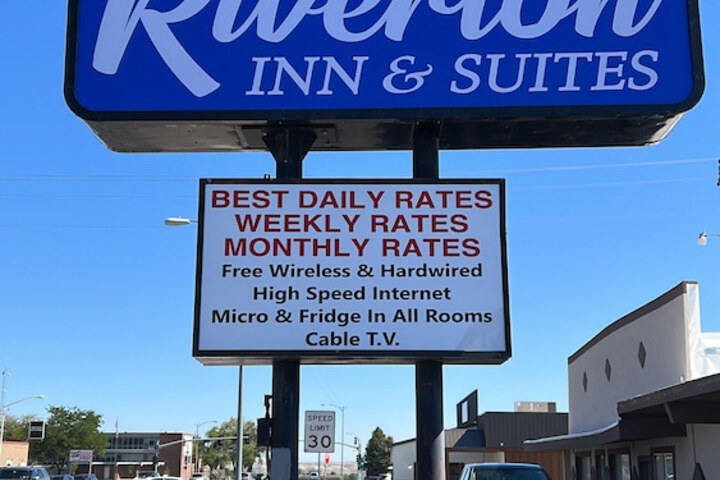 Riverton
INN & SUITES
BEST DAILY RATES
WEEKLY RATES
MONTHLY RATES
Free Wireless & Hardwired
High Speed Internet
Micro & Fridge In All Rooms
Cable T.V.
SPEED
LIMIT
30